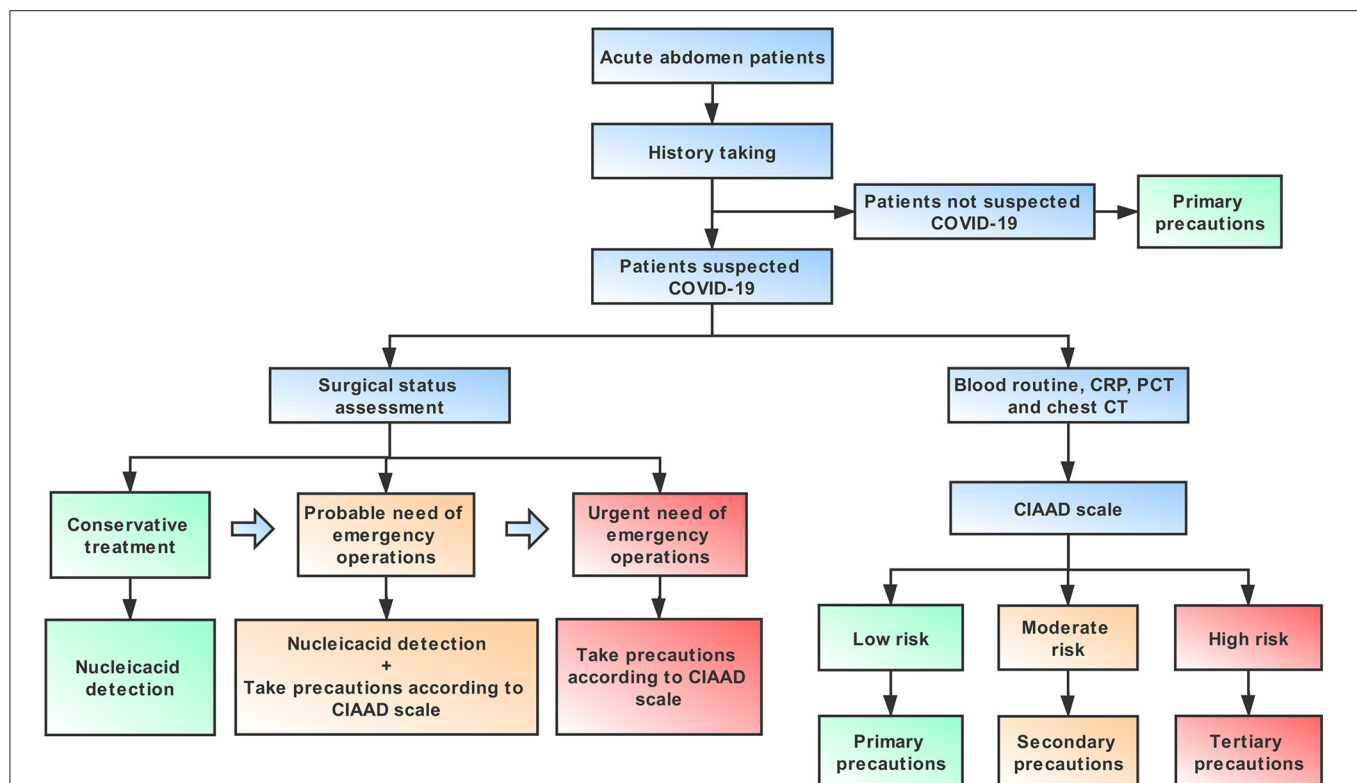 Acute abdomen patients
History taking
Patients not suspected
COVID-19
Primary
precautions
Patients suspected
COVID-19
Surgical status
assessment
Blood routine, CRP, PCT
and chest CT
Conservative
treatment
Probable need of
emergency
operations
Urgent need of
emergency
operations
CIAAD scale
Nucleicacid
detection
Nucleicacid detection
+
Take precautions according to
CIAAD scale
Take precautions
according to CIAAD
scale
Low risk
Moderate
risk
High risk
Primary
precautions
Secondary
precautions
Tertiary
precautions